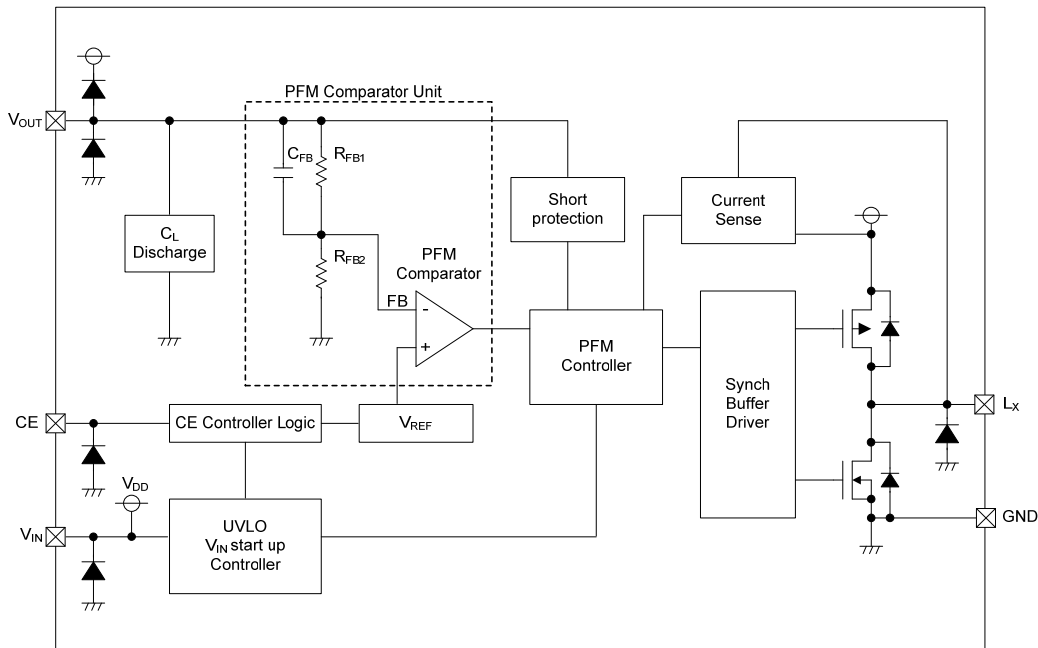 PFM Comparator Unit
VOUT
CFB
RFB1
Short
protection
Current
Sense
CL
Discharge
RFB2
PFM
Comparator
FB
-
+
PFM
Controller
Synch
Buffer
Driver
CE
CE Controller Logic
VREF
LX
VDD
VIN
UVLO
VIN start up
Controller
GND